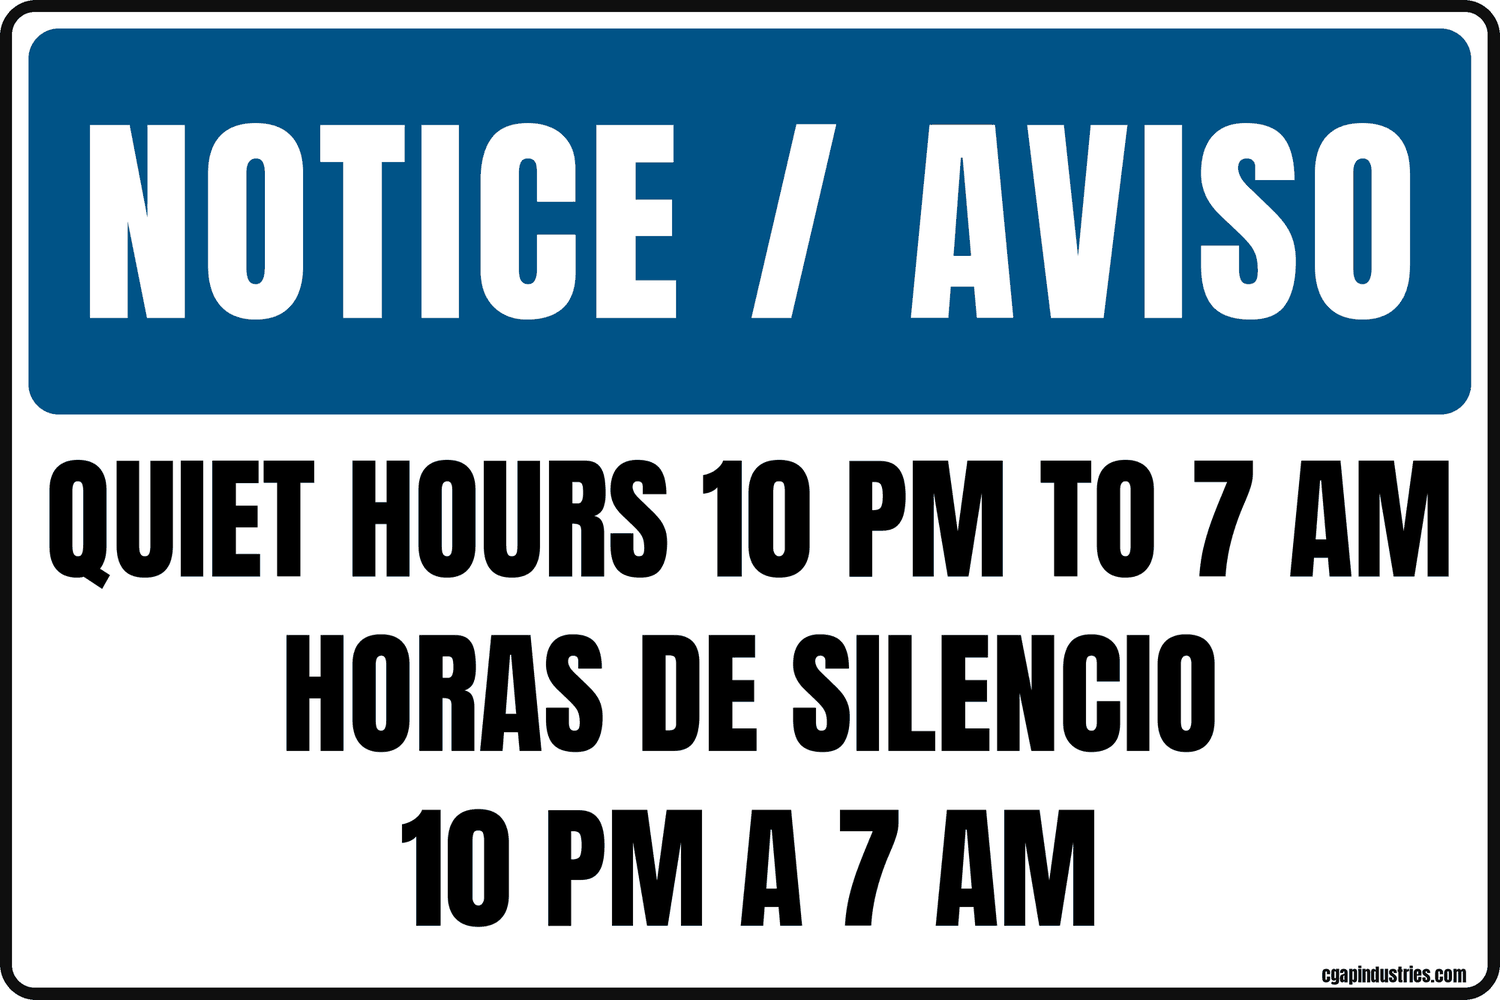 NOTICE / AVISO
QUIET HOURS 10 PM TO 7 AM
HORAS DE SILENCIO
10 PM A 7 AM
cgapindustries.com